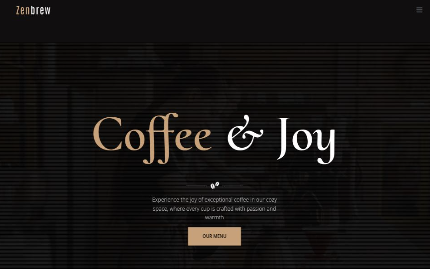 Zenbrew
Coffee & Joy
Experience the joy of exceptional coffee in our cozy
space, where every cup is crafted with passion and
warmth
OUR MENU